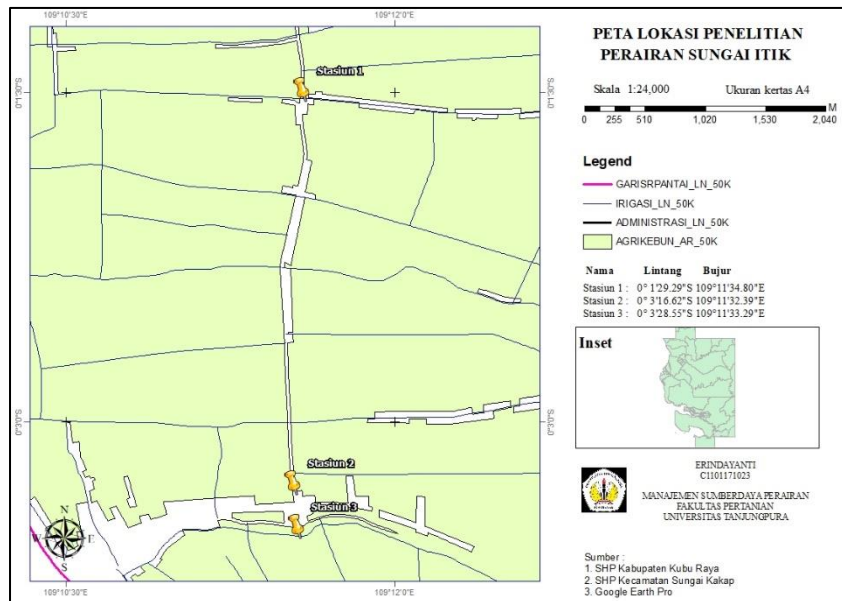 109°10'30"E
109°12'0"E
0°1'30"S
0°1'30"S
Stasiun 1
0°3'0"S
0°3'0"S
Stasiun 2
Stasiun 3
N
W
E
S
109°10'30"E
109°12'0"E
PETA LOKASI PENELITIAN
PERAIRAN SUNGAI ITIK
Skala 1:24,000 Ukuran kertas A4
M
0 255 510 1,020 1,530 2,040
Legend
GARISRPANTAI_LN_50K
IRIGASI_LN_50K
ADMINISTRASI_LN_50K
AGRIKEBUN_AR_50K
Nama Lintang Bujur
Stasiun 1 : 0° 1'29.29"S 109°11'34.80"E
Stasiun 2 : 0° 3'16.62"S 109°11'32.39"E
Stasiun 3 : 0° 3'28.55"S 109°11'33.29"E
Inset
ERINDAYANTI
C1101171023
MANAJEMEN SUMBERDAYA PERAIRAN
FAKULTAS PERTANIAN
UNIVERSITAS TANJUNGPURA
Sumber :
1. SHP Kabupaten Kubu Raya
2. SHP Kecamatan Sungai Kakap
3. Google Earth Pro